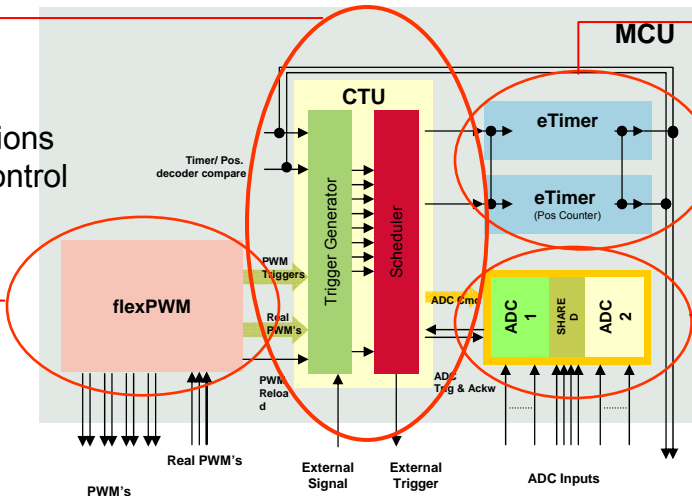 MCU
CTU
eTimer
ions
ontrol
Timer/ Pos.
decoder compare
eTimer
(Pos Counter)
Trigger Generator
Scheduler
PWM
Triggers
flexPWM
ADC Cmd
Real
PWM's
ADC
1
SHARE
D
ADC
2
PWM
Reloa
d
ADC
Trig & Ackw
Real PWM's
External
Signal
External
Trigger
ADC Inputs
PWM's